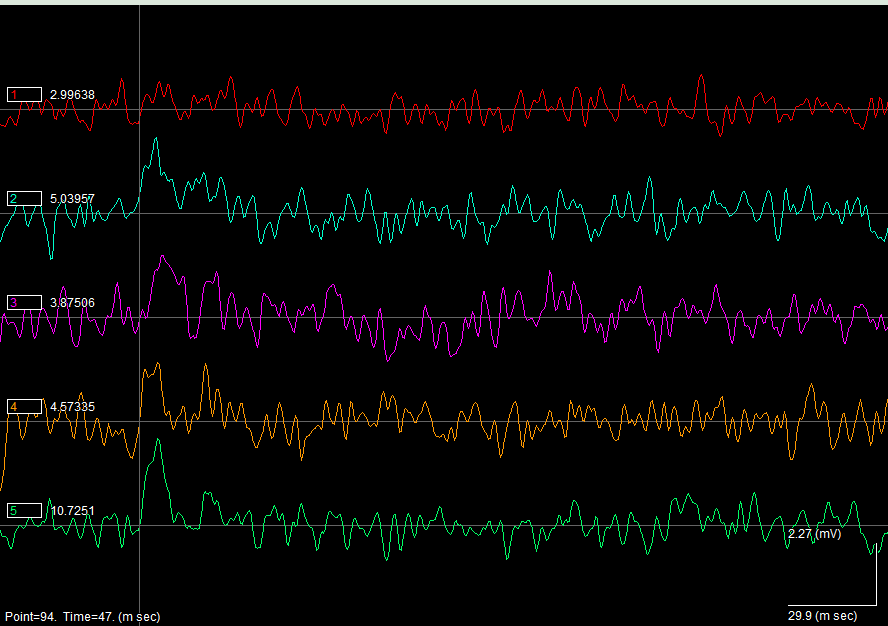 1 2.99638
2 5.03957
3 3.87506
4 4.57335
5 10.7251
2.27 (mV)
Point=94. Time=47. (m sec)
29.9 (m sec)